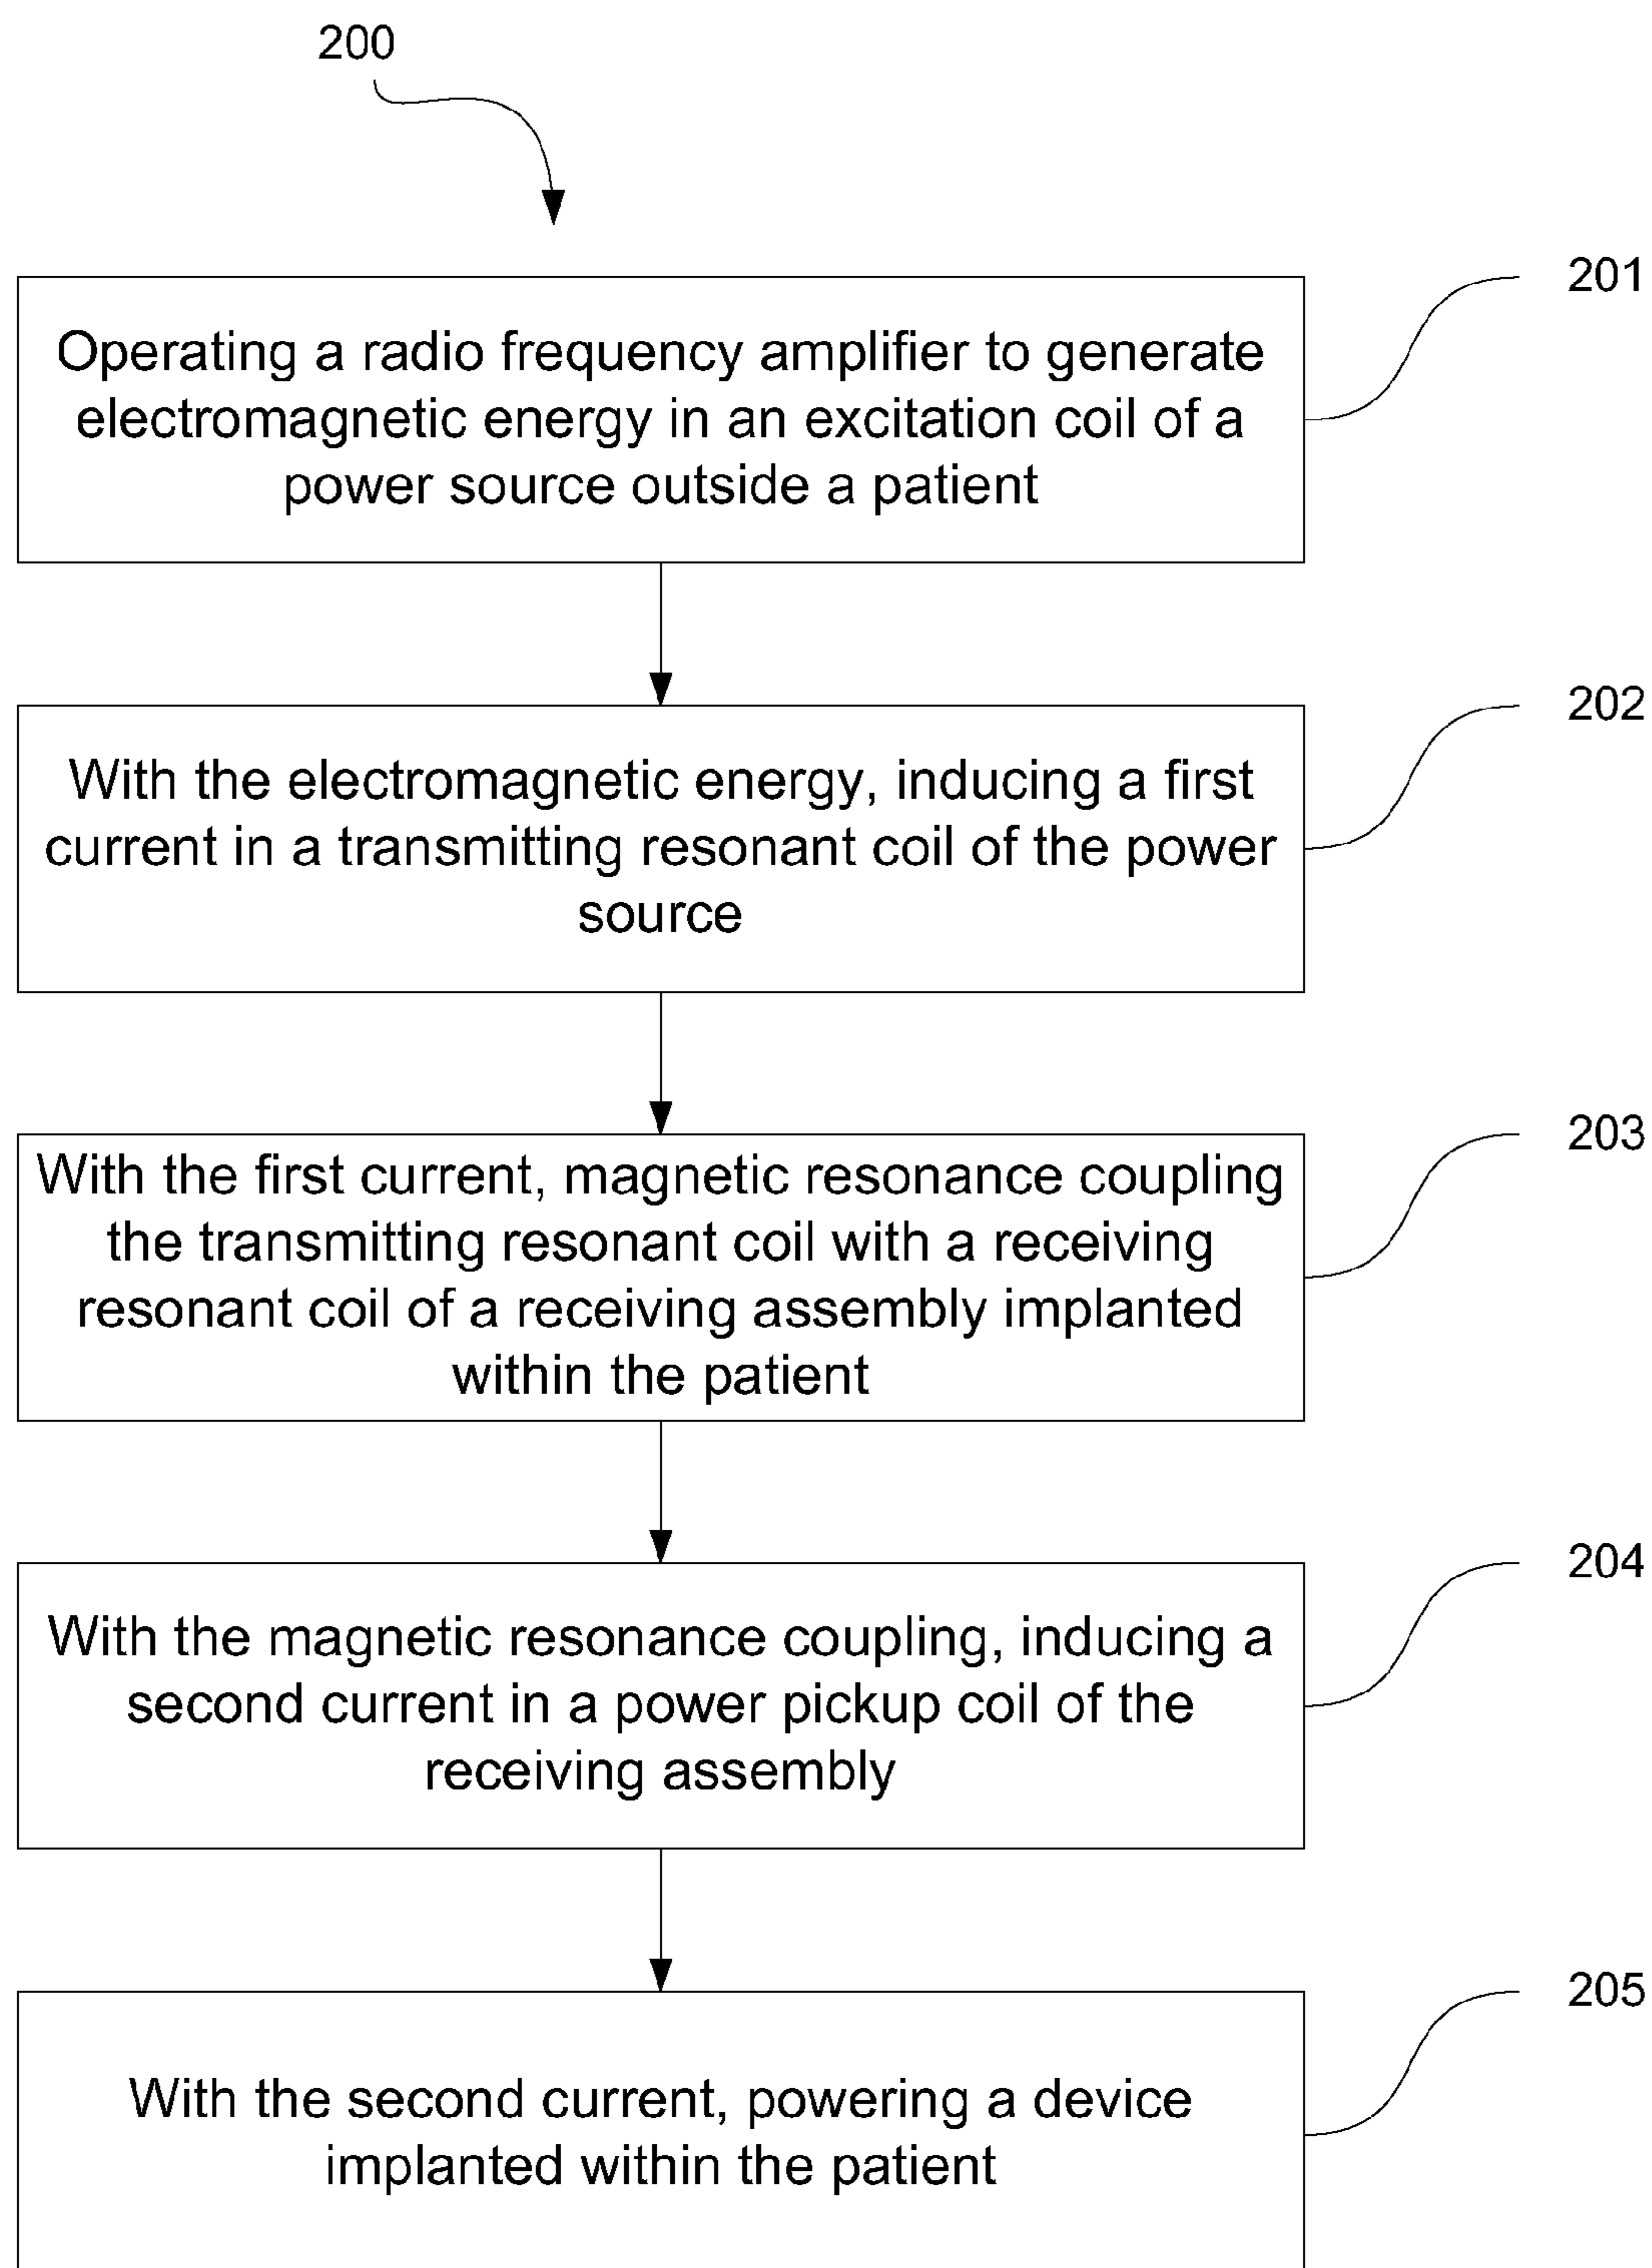 200
201
Operating a radio frequency amplifier to generate
electromagnetic energy in an excitation coil of a
power source outside a patient
202
With the electromagnetic energy, inducing a first
current in a transmitting resonant coil of the power
source
203
With the first current, magnetic resonance coupling
the transmitting resonant coil with a receiving
resonant coil of a receiving assembly implanted
within the patient
204
With the magnetic resonance coupling, inducing a
second current in a power pickup coil of the
receiving assembly
205
With the second current, powering a device
implanted within the patient